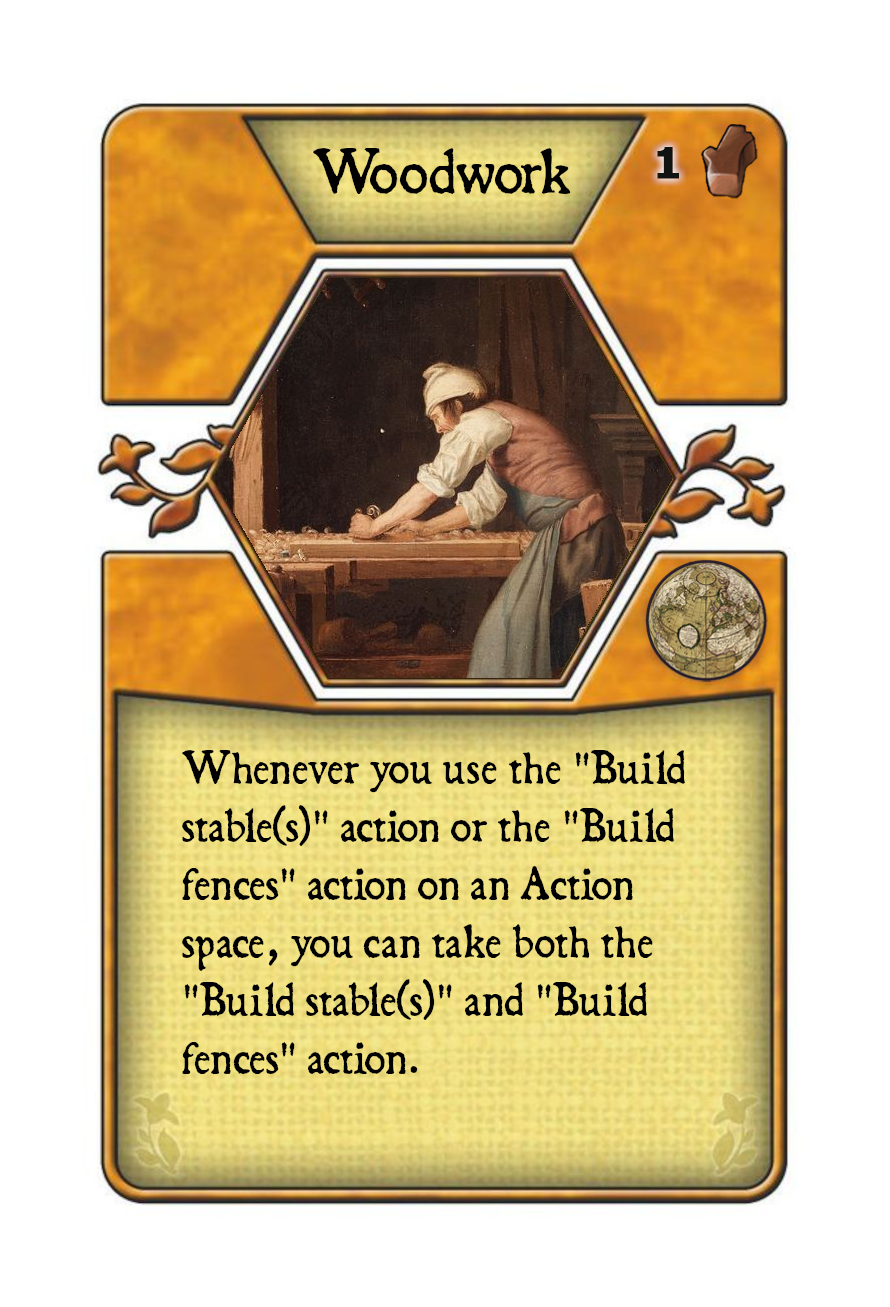 Woodwork
1
Whenever you use the "Build
stable(s)" action or the "Build
fences" action on an Action
space, you can take both the
"Build stable(s)" and "Build
fences" action.